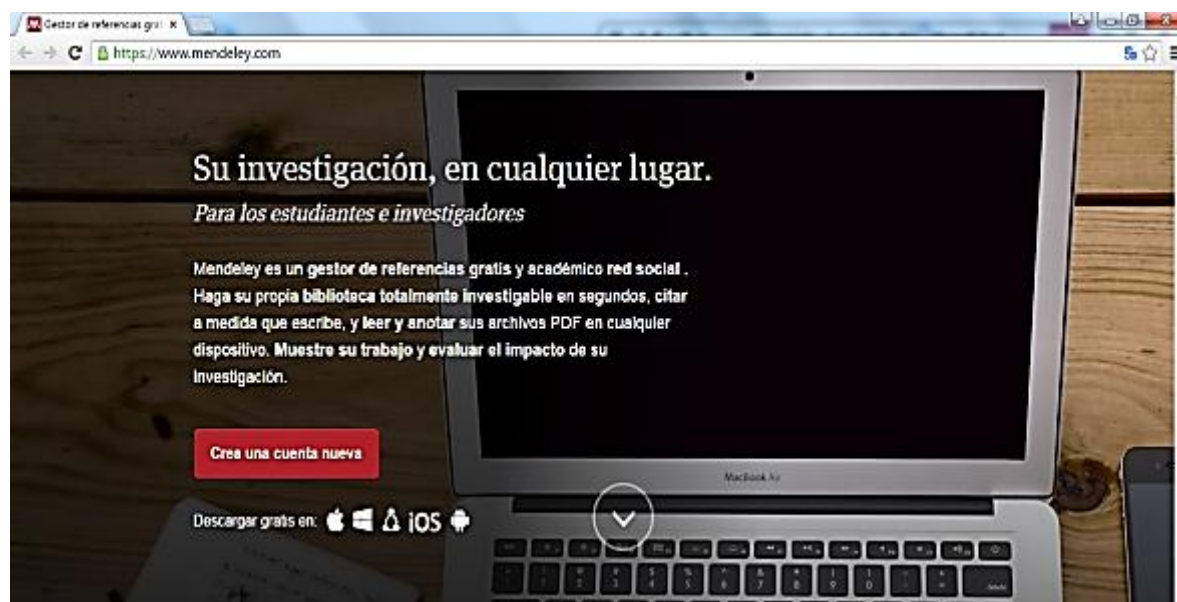 Gestor de referencias gra
https://www.mendeley.com
Su investigación, en cualquier lugar.
Para los estudiantes e investigadores
Mendeley es un gestor de referencias gratis y académico red social .
Haga su propia biblioteca totalmente investigable en segundos, citar
a medida que escribe, y leer y anotar sus archivos PDF en cualquier
dispositivo. Muestre su trabajo y evaluar el impacto de su
investigación.
Crea una cuenta nueva
Descargar gratis en: iOS
MacBook Air